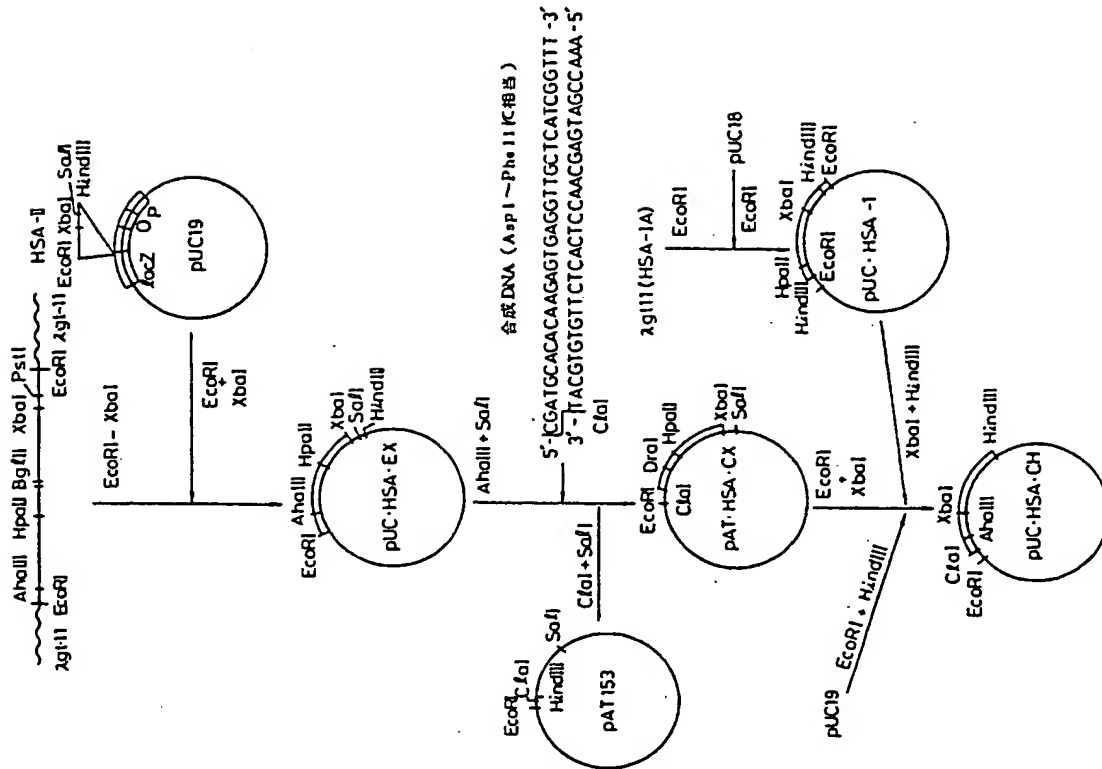 HSA-II
AhaIII HpaII BglII XbaI PstI
EcoRI XbaI SalI
HindIII
λgt·11 EcoRI
EcoRI λgt·11
lacZ O P
pUC19
EcoRI-XbaI
EcoRI
+
XbaI
EcoRI AhaIII HpaII XbaI
SalI
HindIII
pUC·HSA·EX
AhaIII + SalI
合成DNA (Asp1~Phe11に相当)
5'-CGATGCACACAAGAGTGAGGTTGCTCATCGGTTT-3'
3'-TACGTGTGTTCTCACTCCAACGAGTAGCCAAA-5'
ClaI
EcoRI ClaI
HindIII
SalI
pAT153
ClaI+SalI
EcoRI DraI HpaII
ClaI
XbaI
SalI
pAT·HSA·CX
λgt11 (HSA-1A)
EcoRI
pUC18
EcoRI
HpaII XbaI
HindIII
EcoRI
HindIII
EcoRI
pUC·HSA-I
EcoRI
+
XbaI
XbaI + HindIII
pUC19
EcoRI + HindIII
ClaI XbaI
EcoRI
AhaIII
HindIII
pUC·HSA·CH